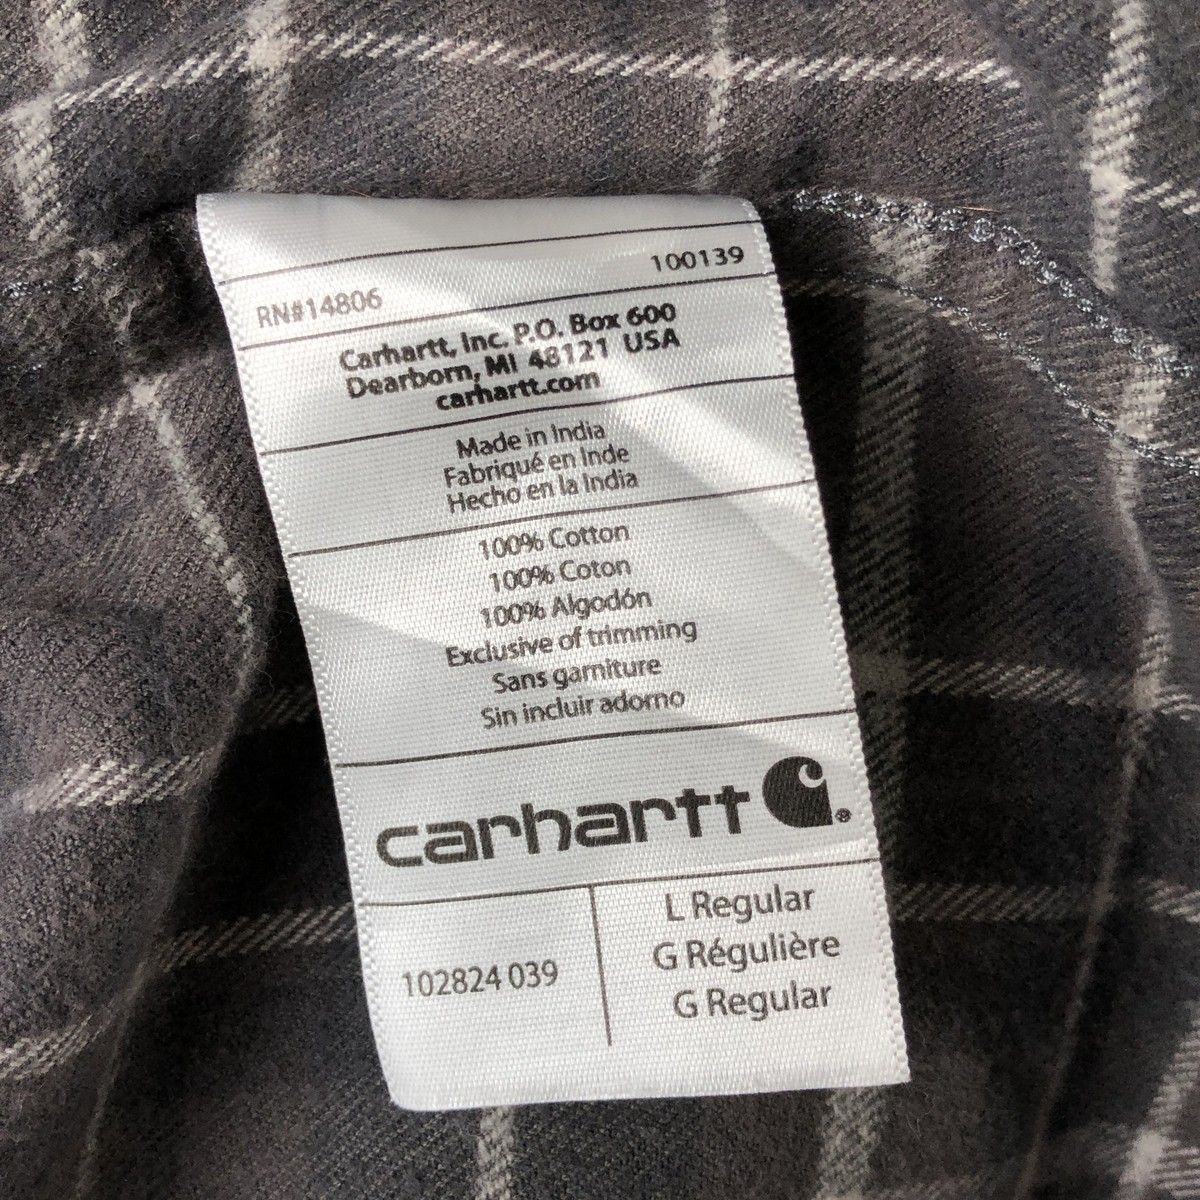 100139
RN#14806
Carhartt, Inc. P.O. Box 600
Dearborn, MI 48121 USA
carhartt.com
Made in India
Fabriqué en Inde
Hecho en la India
100% Cotton
100% Coton
100% Algodón
Exclusive of trimming
Sans garniture
Sin incluir adorno
carhartt ®
102824 039
L Regular
G Régulière
G Regular